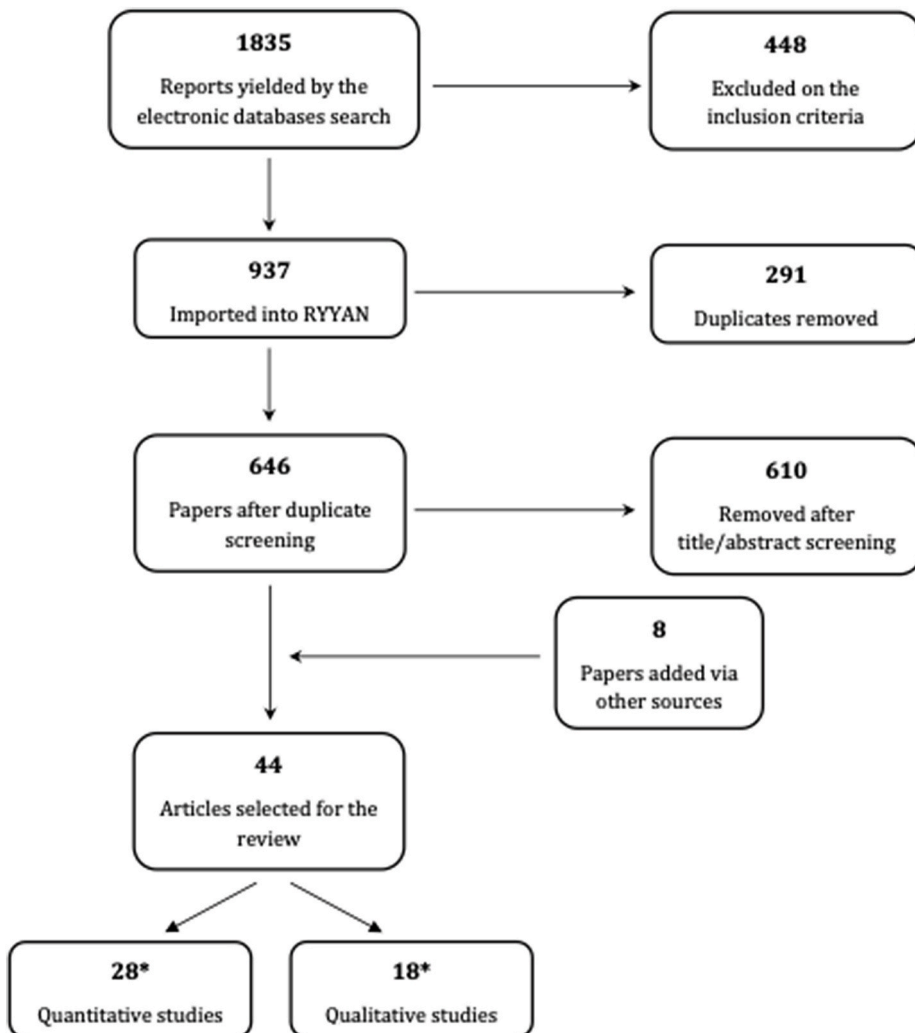 1835
Reports yielded by the
electronic databases search
448
Excluded on the
inclusion criteria
937
Imported into RYYAN
291
Duplicates removed
646
Papers after duplicate
screening
610
Removed after
title/abstract screening
8
Papers added via
other sources
44
Articles selected for the
review
28*
Quantitative studies
18*
Qualitative studies